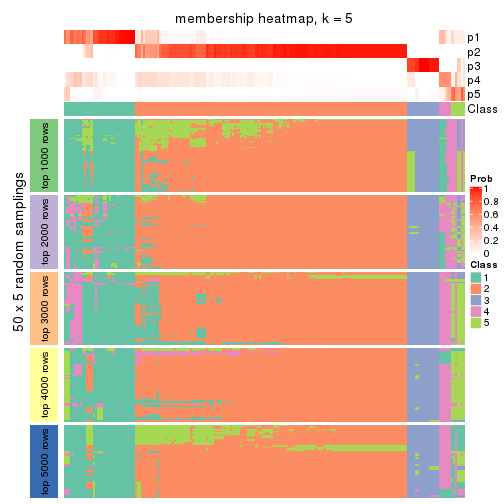 membership heatmap, k = 5
p1
p2
p3
p4
p5
Class
50 x 5 random samplings
top 1000 rows
top 2000 rows
top 3000 rows
top 4000 rows
top 5000 rows
Prob
1
0.8
0.6
0.4
0.2
0
Class
1
2
3
4
5